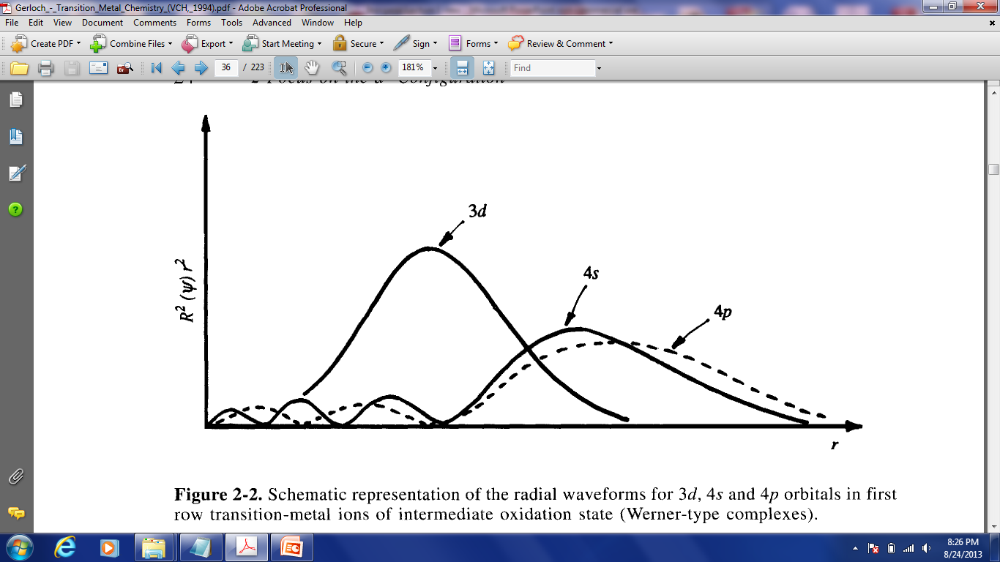 Gerloch_-_Transition_Metal_Chemistry_(VCH,_1994).pdf - Adobe Acrobat Professional
File Edit View Document Comments Forms Tools Advanced Window Help
Create PDF Combine Files Export Start Meeting Secure Sign Forms Review & Comment
36 / 223 181% Find
Configuration
3d
4s
4p
R² (ψ) r²
r
Figure 2-2. Schematic representation of the radial waveforms for 3d, 4s and 4p orbitals in first
row transition-metal ions of intermediate oxidation state (Werner-type complexes).
8:26 PM
8/24/2013